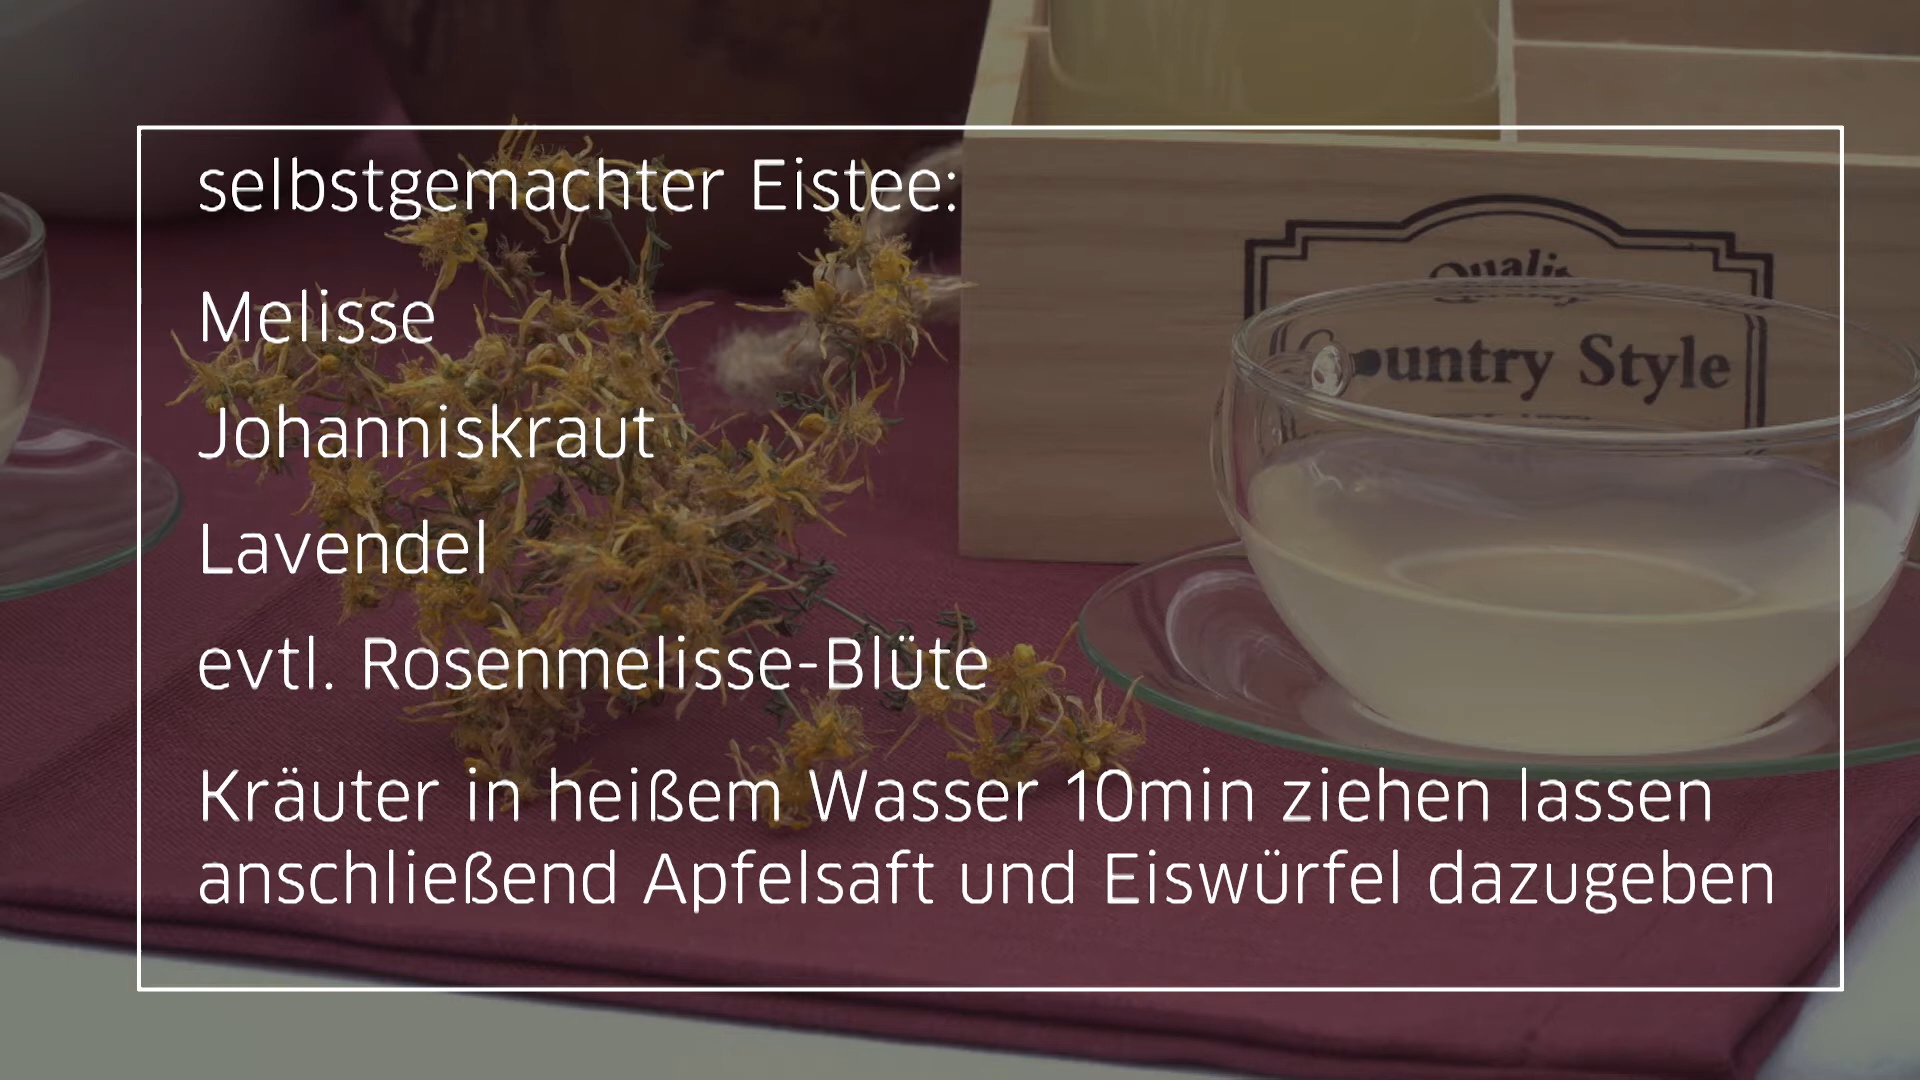 selbstgemachter Eistee:
Melisse
Johanniskraut
Lavendel
evtl. Rosenmelisse-Blüte
Kräuter in heißem Wasser 10min ziehen lassen
anschließend Apfelsaft und Eiswürfel dazugeben
Quality
Country Style